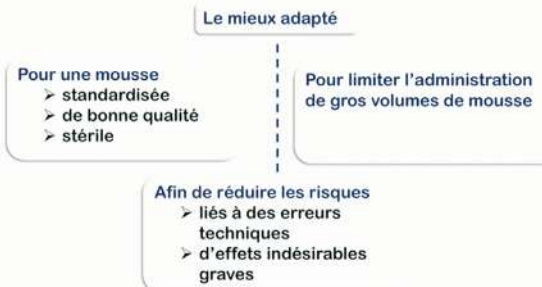 Le mieux adapté
Pour une mousse
➤ standardisée
➤ de bonne qualité
➤ stérile
Pour limiter l'administration
de gros volumes de mousse
Afin de réduire les risques
➤ liés à des erreurs
techniques
➤ d'effets indésirables
graves